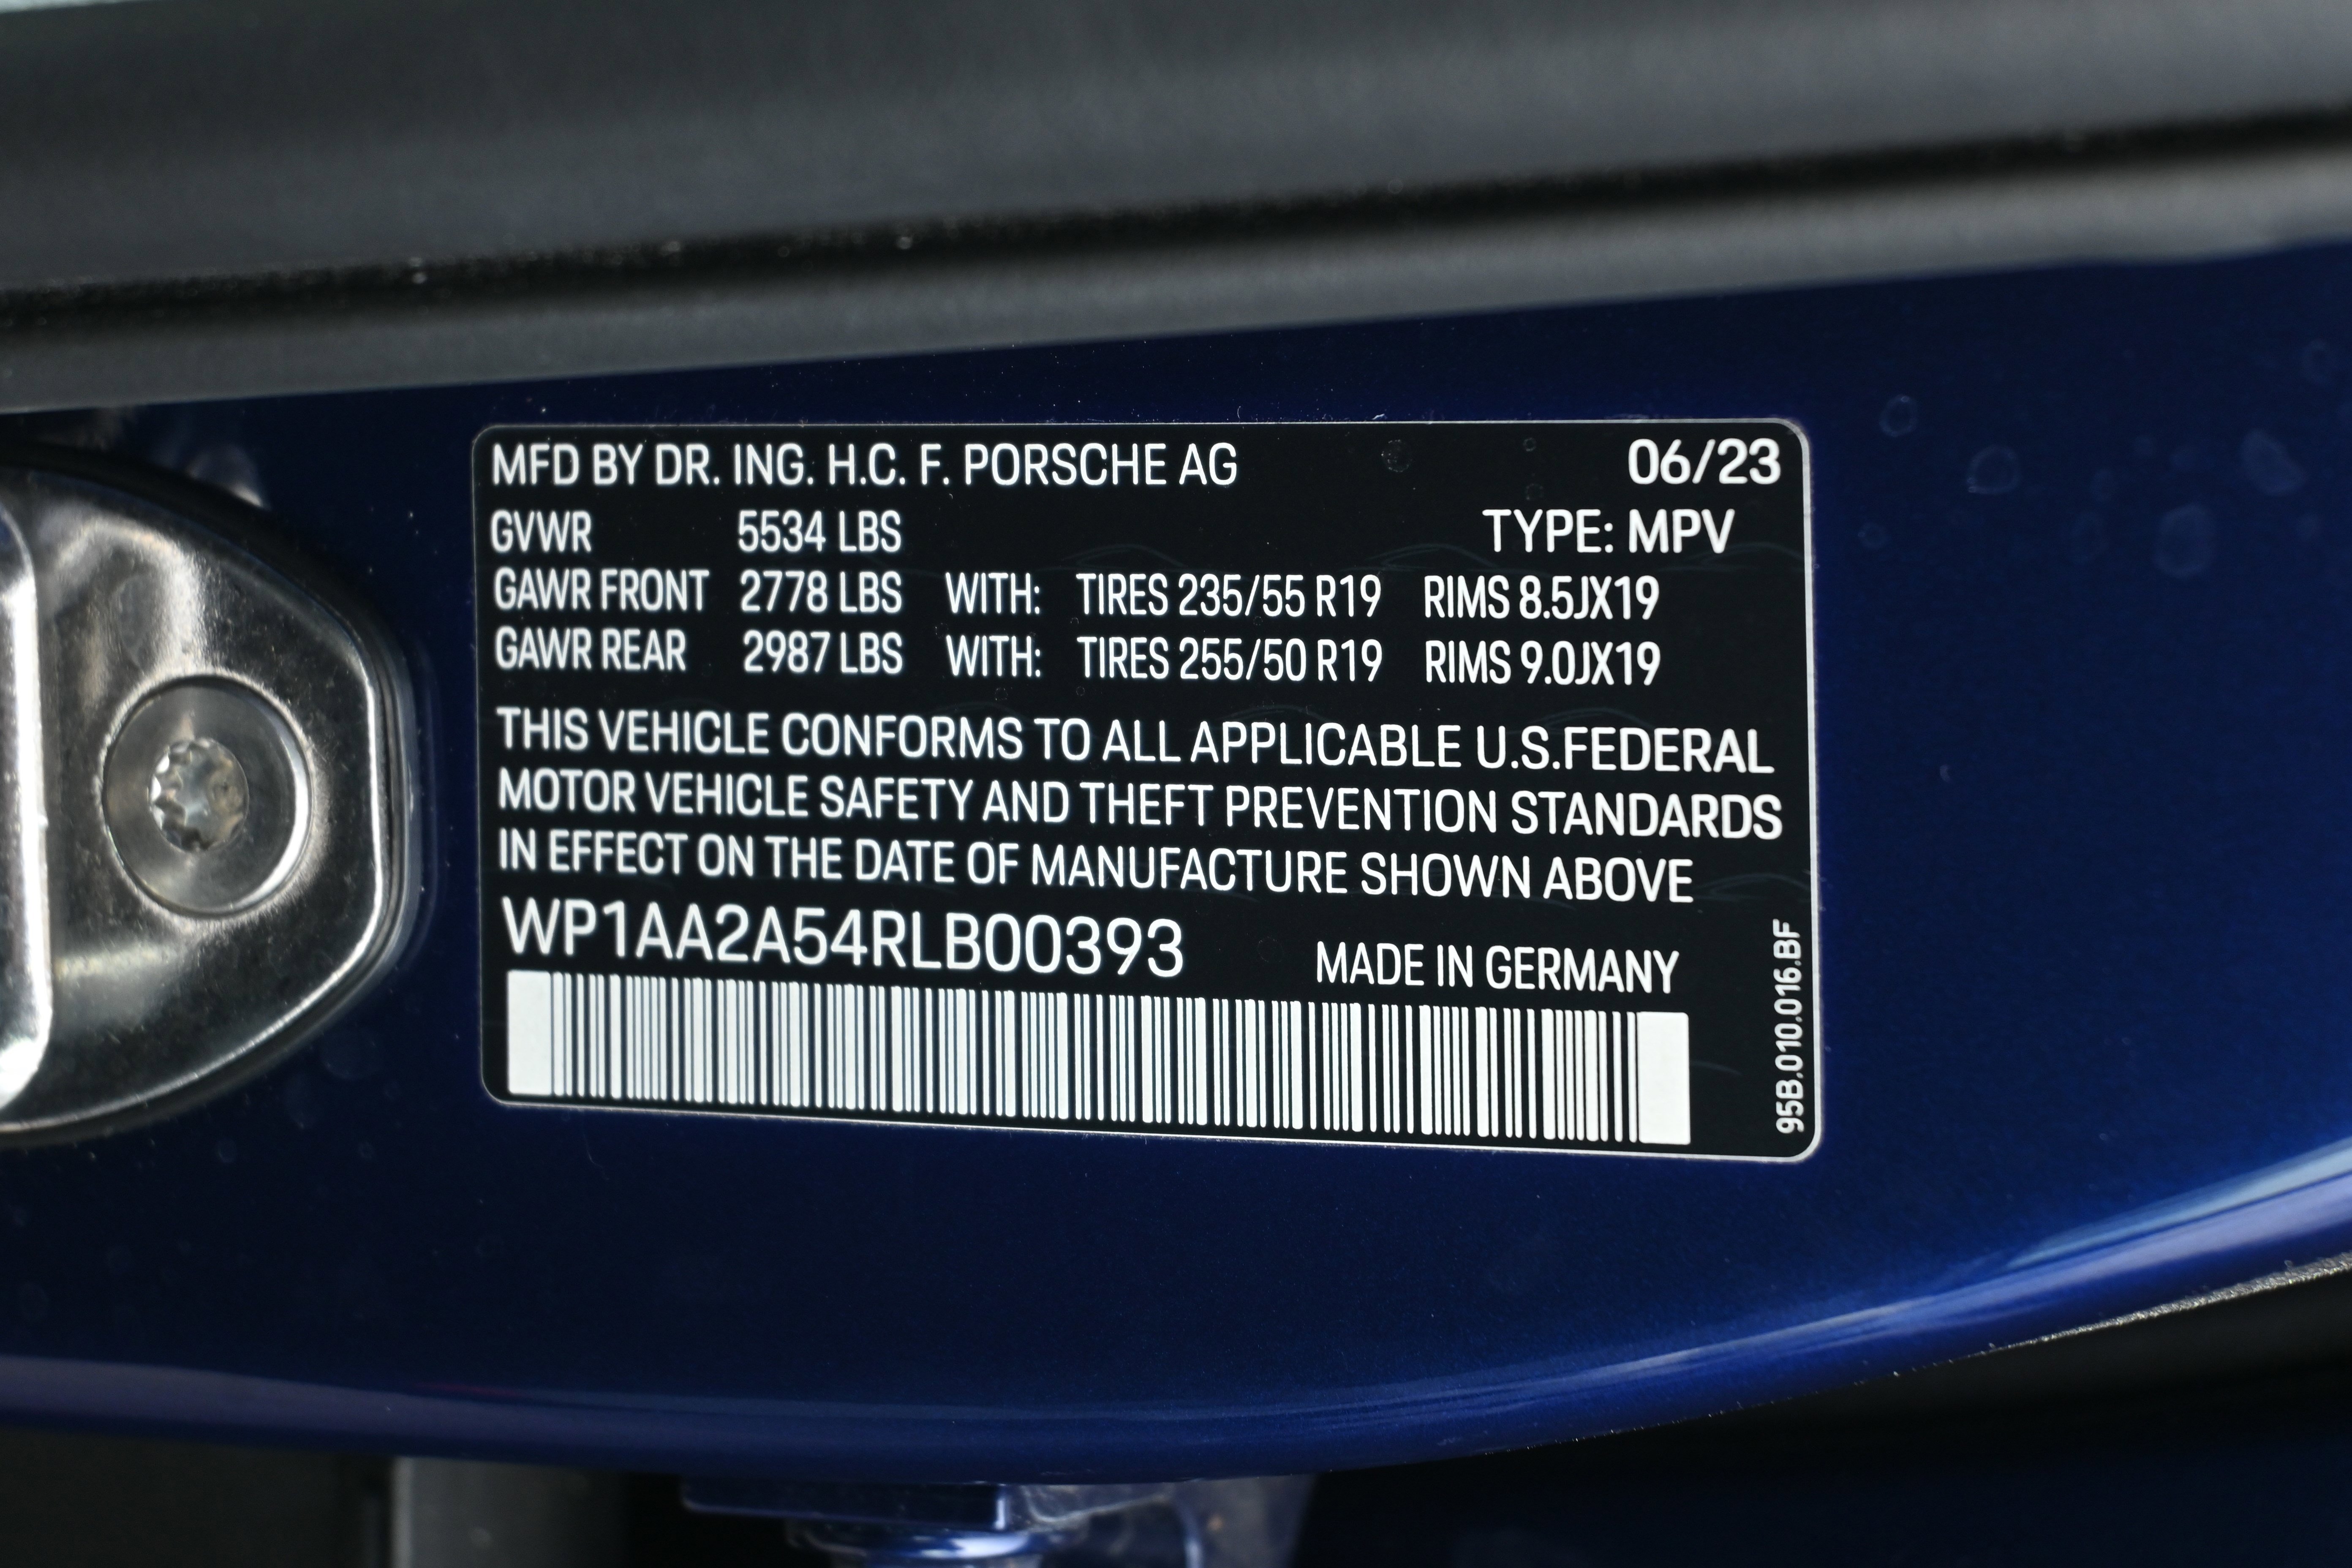 MFD BY DR. ING. H.C. F. PORSCHE AG 06/23
GVWR 5534 LBS TYPE: MPV
GAWR FRONT 2778 LBS WITH: TIRES 235/55 R19 RIMS 8.5JX19
GAWR REAR 2987 LBS WITH: TIRES 255/50 R19 RIMS 9.0JX19
THIS VEHICLE CONFORMS TO ALL APPLICABLE U.S.FEDERAL
MOTOR VEHICLE SAFETY AND THEFT PREVENTION STANDARDS
IN EFFECT ON THE DATE OF MANUFACTURE SHOWN ABOVE
WP1AA2A54RLB00393 MADE IN GERMANY
95B.010.016.BF